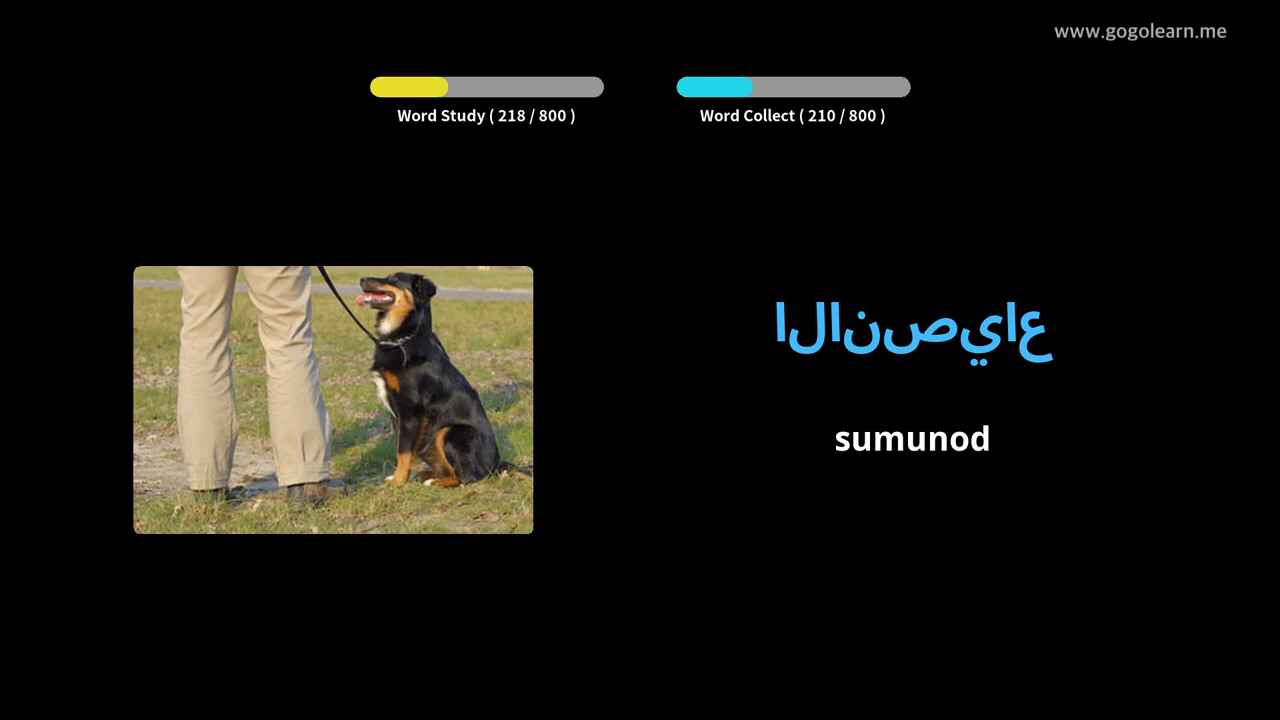 www.gogolearn.me
Word Study ( 218 / 800 )
Word Collect ( 210 / 800 )
الانصياع
sumunod